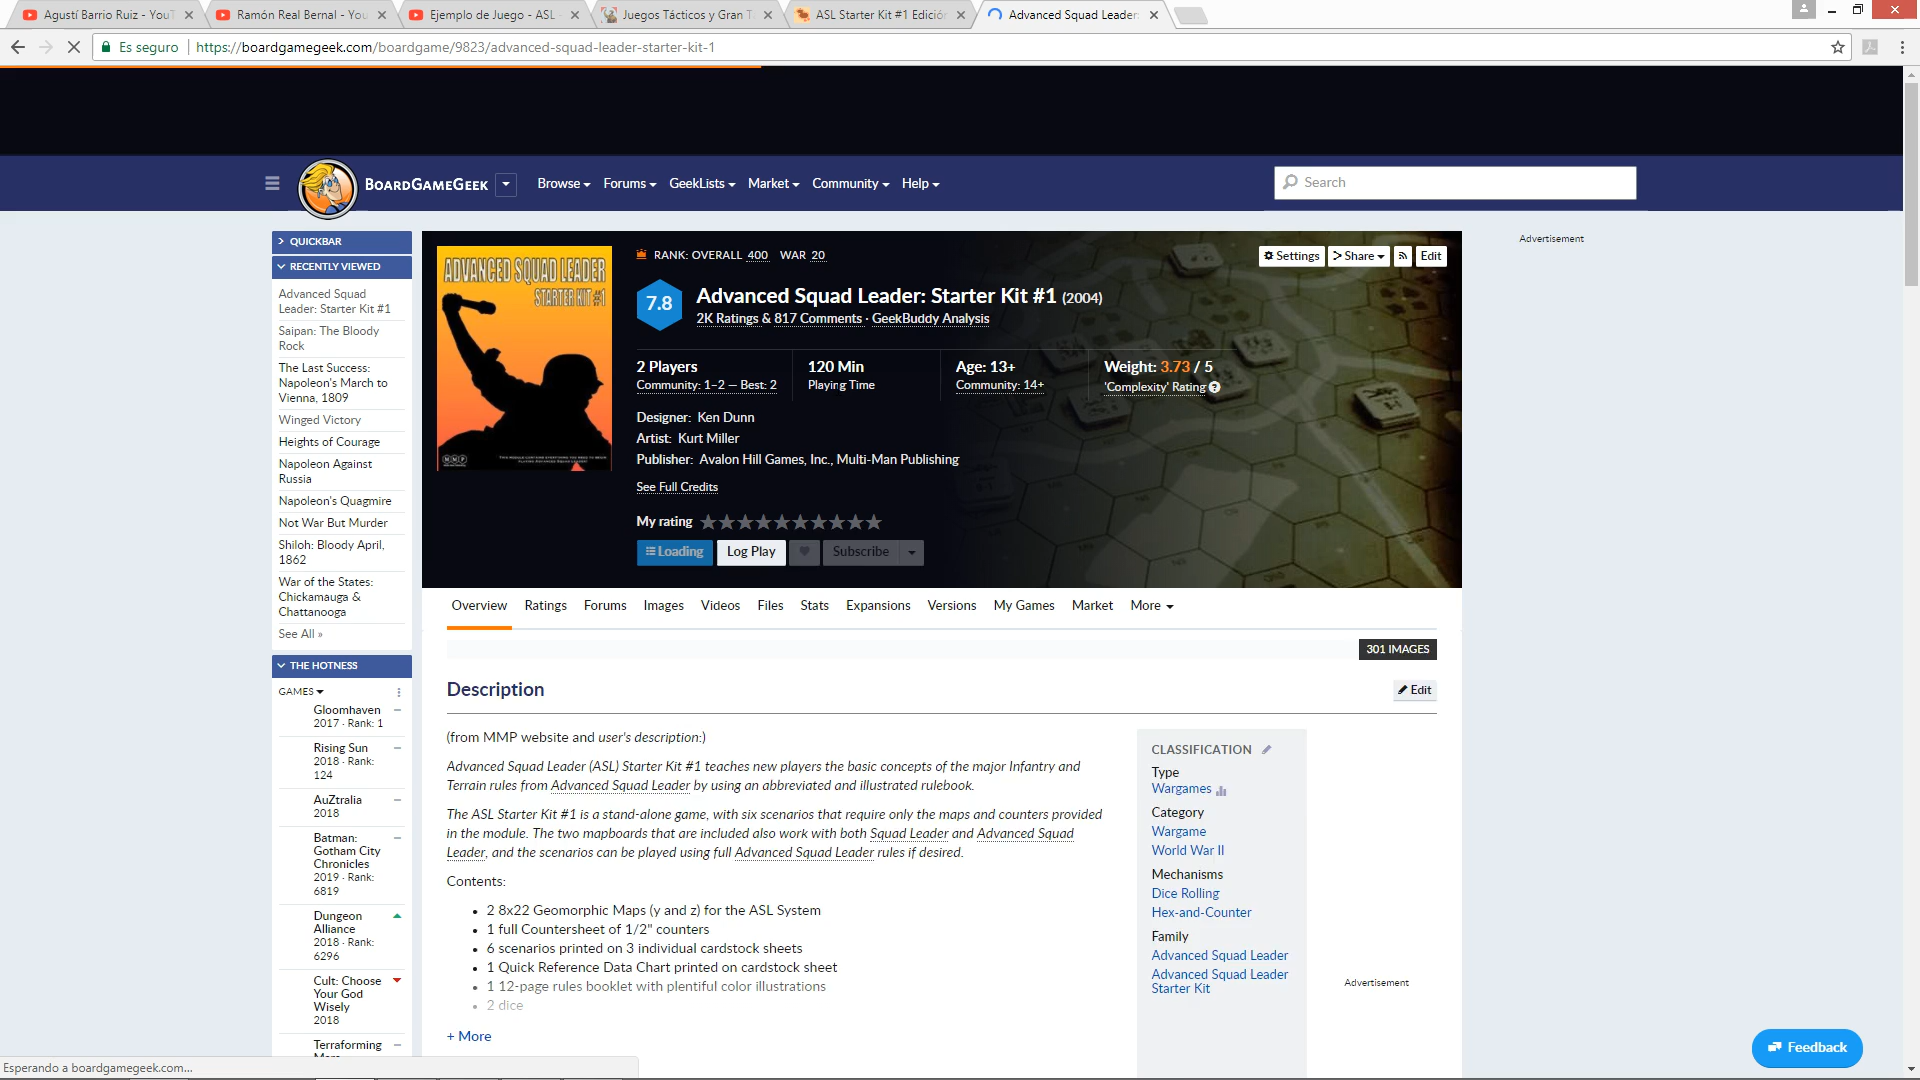 Agustí Barrio Ruiz - YouT
Ramón Real Bernal - You
Ejemplo de Juego - ASL -
Juegos Tácticos y Gran T
ASL Starter Kit #1 Edición
Advanced Squad Leader:
Es seguro
https://boardgamegeek.com/boardgame/9823/advanced-squad-leader-starter-kit-1
BOARDGAMEGEEK
Browse
Forums
GeekLists
Market
Community
Help
Search
QUICKBAR
RECENTLY VIEWED
Advanced Squad
Leader: Starter Kit #1
Saipan: The Bloody
Rock
The Last Success:
Napoleon's March to
Vienna, 1809
Winged Victory
Heights of Courage
Napoleon Against
Russia
Napoleon's Quagmire
Not War But Murder
Shiloh: Bloody April,
1862
War of the States:
Chickamauga &
Chattanooga
See All »
THE HOTNESS
GAMES
Gloomhaven
2017 · Rank: 1
Rising Sun
2018 · Rank:
124
AuZtralia
2018
Batman:
Gotham City
Chronicles
2019 · Rank:
6819
Dungeon
Alliance
2018 · Rank:
6296
Cult: Choose
Your God
Wisely
2018
Terraforming
Mars
ADVANCED SQUAD LEADER
STARTER KIT #1
MMP
RANK: OVERALL 400 WAR 20
Settings
Share
Edit
7.8
Advanced Squad Leader: Starter Kit #1 (2004)
2K Ratings & 817 Comments · GeekBuddy Analysis
2 Players
Community: 1–2 — Best: 2
120 Min
Playing Time
Age: 13+
Community: 14+
Weight: 3.73 / 5
'Complexity' Rating
Designer: Ken Dunn
Artist: Kurt Miller
Publisher: Avalon Hill Games, Inc., Multi-Man Publishing
See Full Credits
My rating
Loading
Log Play
Subscribe
Overview
Ratings
Forums
Images
Videos
Files
Stats
Expansions
Versions
My Games
Market
More
301 IMAGES
Description
Edit
(from MMP website and user's description:)
Advanced Squad Leader (ASL) Starter Kit #1 teaches new players the basic concepts of the major Infantry and
Terrain rules from Advanced Squad Leader by using an abbreviated and illustrated rulebook.
The ASL Starter Kit #1 is a stand-alone game, with six scenarios that require only the maps and counters provided
in the module. The two mapboards that are included also work with both Squad Leader and Advanced Squad
Leader, and the scenarios can be played using full Advanced Squad Leader rules if desired.
Contents:
• 2 8x22 Geomorphic Maps (y and z) for the ASL System
• 1 full Countersheet of 1/2" counters
• 6 scenarios printed on 3 individual cardstock sheets
• 1 Quick Reference Data Chart printed on cardstock sheet
• 1 12-page rules booklet with plentiful color illustrations
• 2 dice
+ More
CLASSIFICATION
Type
Wargames
Category
Wargame
World War II
Mechanisms
Dice Rolling
Hex-and-Counter
Family
Advanced Squad Leader
Advanced Squad Leader
Starter Kit
Advertisement
Advertisement
Feedback
Esperando a boardgamegeek.com...